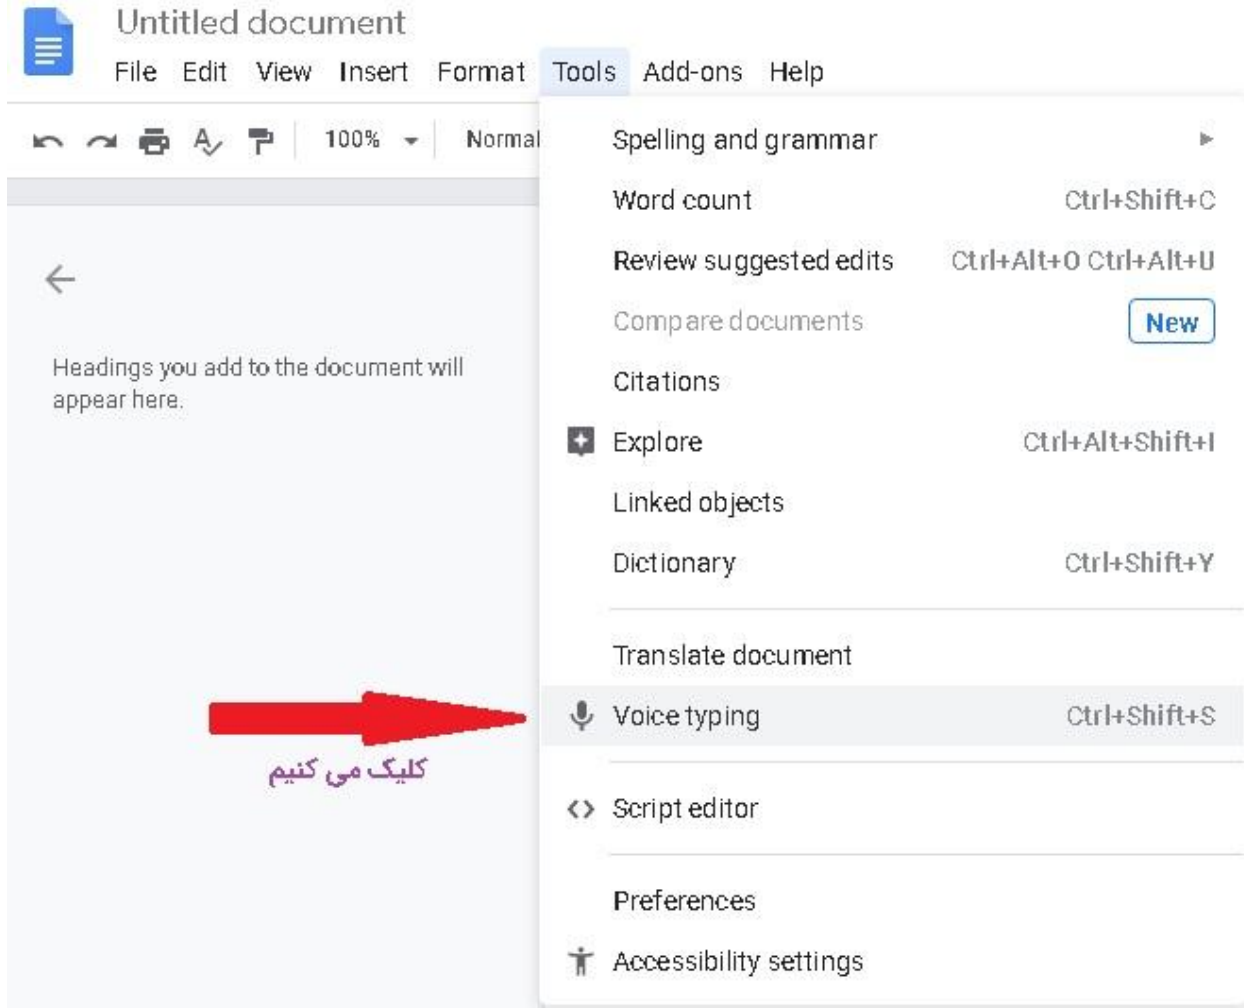 Untitled document
File Edit View Insert Format Tools Add-ons Help
100% Normal
Spelling and grammar
Word count Ctrl+Shift+C
Review suggested edits Ctrl+Alt+O Ctrl+Alt+U
Compare documents New
Citations
Explore Ctrl+Alt+Shift+I
Linked objects
Dictionary Ctrl+Shift+Y
Translate document
Voice typing Ctrl+Shift+S
Script editor
Preferences
Accessibility settings
Headings you add to the document will
appear here.
کلیک می کنیم